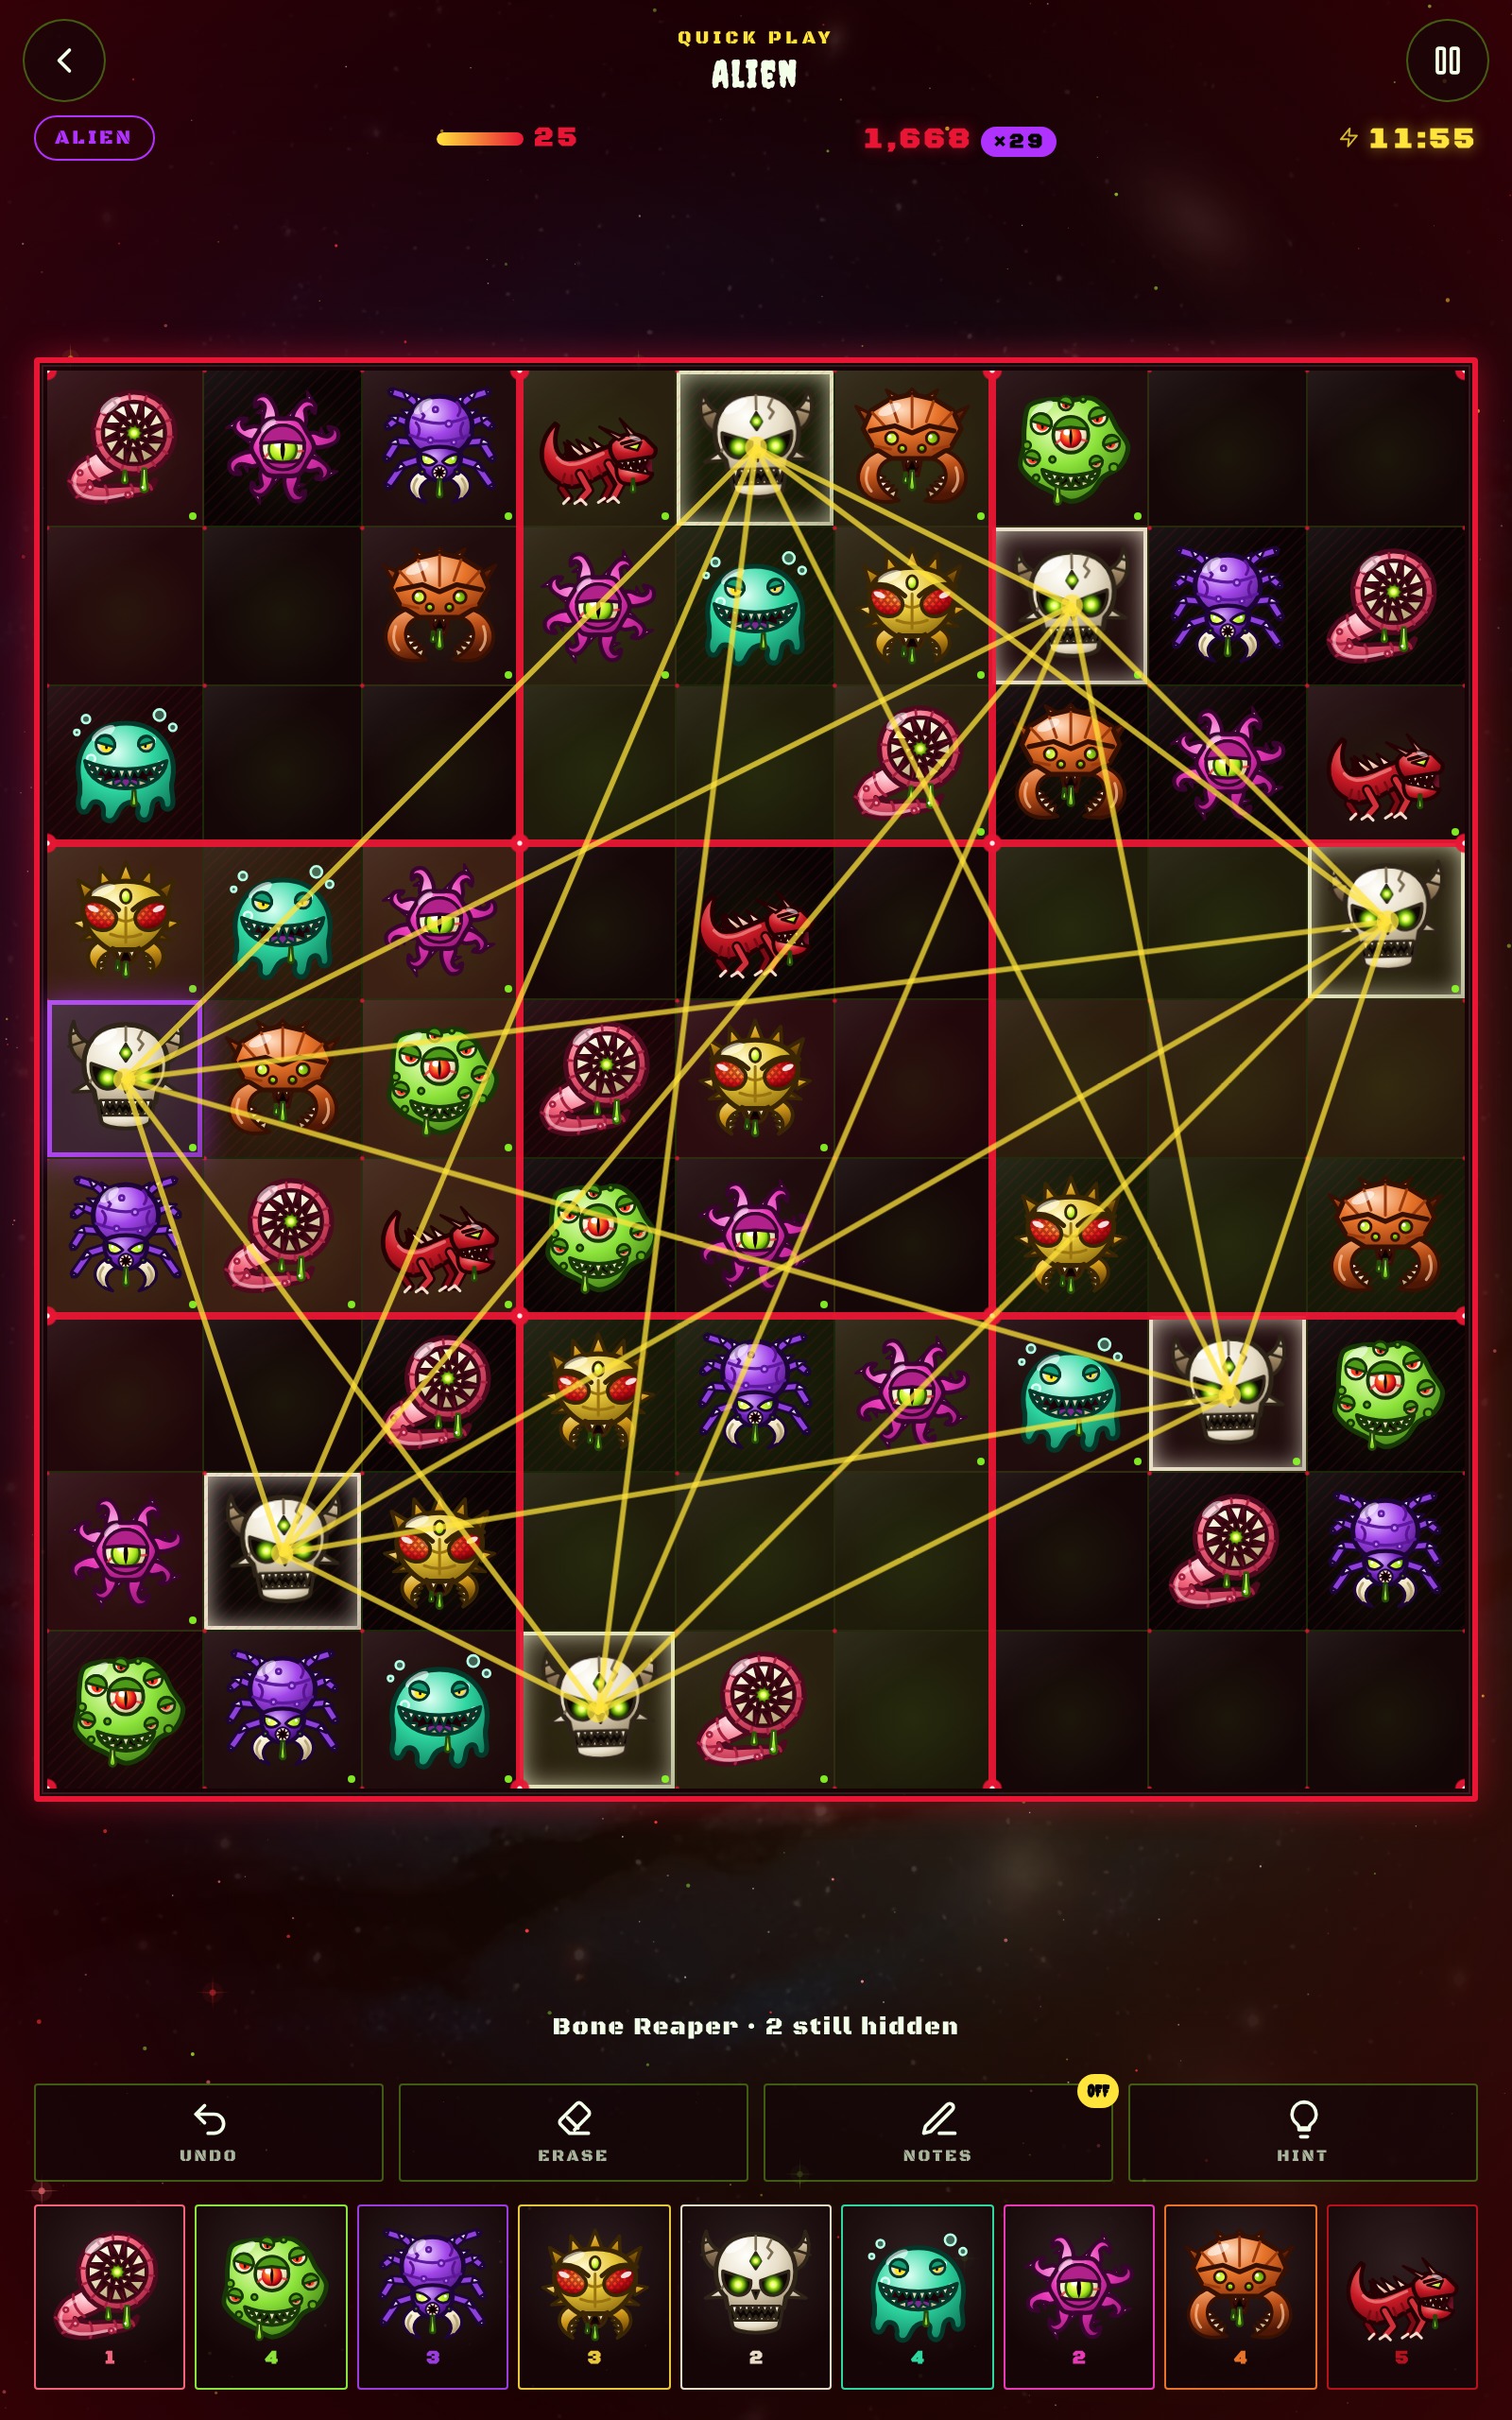 QUICK PLAY
ALIEN
ALIEN
25
1,668 ×29
11:55
Bone Reaper · 2 still hidden
OFF
UNDO
ERASE
NOTES
HINT
1
4
3
3
2
4
2
4
5